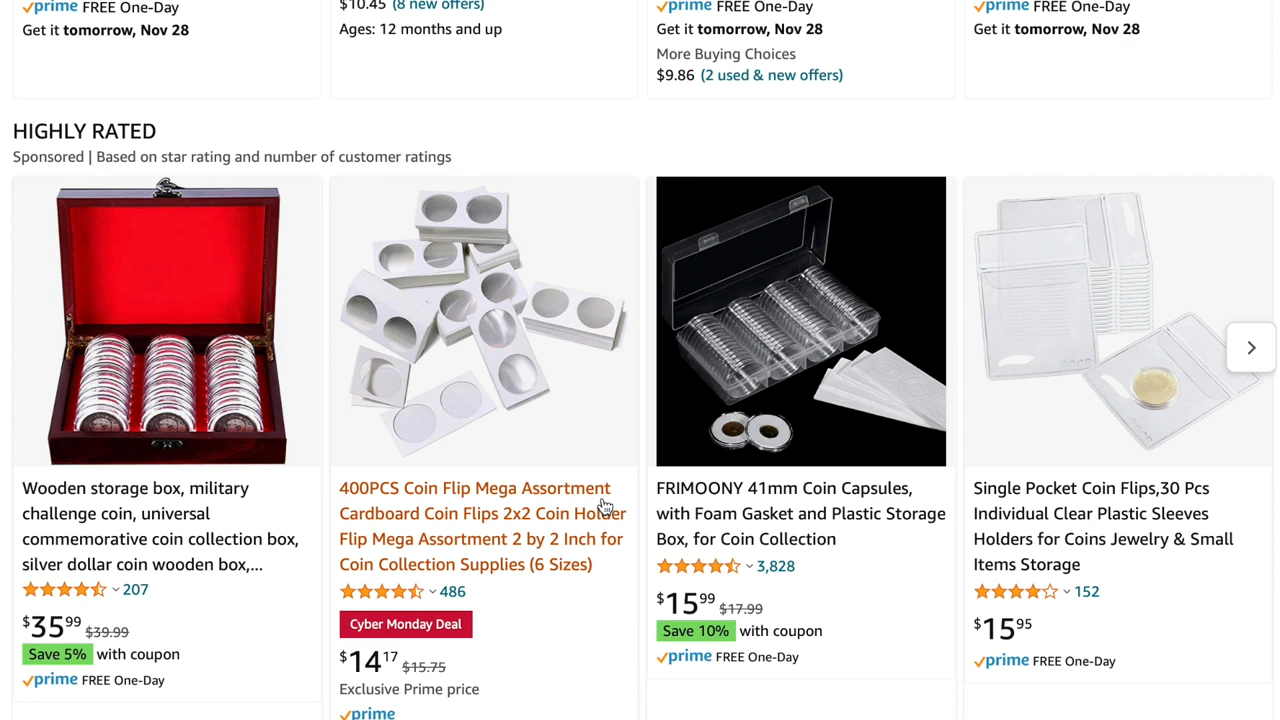 prime FREE One-Day
Get it tomorrow, Nov 28
$10.45 (8 new offers)
Ages: 12 months and up
prime FREE One-Day
Get it tomorrow, Nov 28
More Buying Choices
$9.86 (2 used & new offers)
prime FREE One-Day
Get it tomorrow, Nov 28
HIGHLY RATED
Sponsored | Based on star rating and number of customer ratings
Wooden storage box, military
challenge coin, universal
commemorative coin collection box,
silver dollar coin wooden box,...
207
$35.99 $39.99
Save 5% with coupon
prime FREE One-Day
400PCS Coin Flip Mega Assortment
Cardboard Coin Flips 2x2 Coin Holder
Flip Mega Assortment 2 by 2 Inch for
Coin Collection Supplies (6 Sizes)
486
Cyber Monday Deal
$14.17 $15.75
Exclusive Prime price
prime
FRIMOONY 41mm Coin Capsules,
with Foam Gasket and Plastic Storage
Box, for Coin Collection
3,828
$15.99 $17.99
Save 10% with coupon
prime FREE One-Day
Single Pocket Coin Flips,30 Pcs
Individual Clear Plastic Sleeves
Holders for Coins Jewelry & Small
Items Storage
152
$15.95
prime FREE One-Day